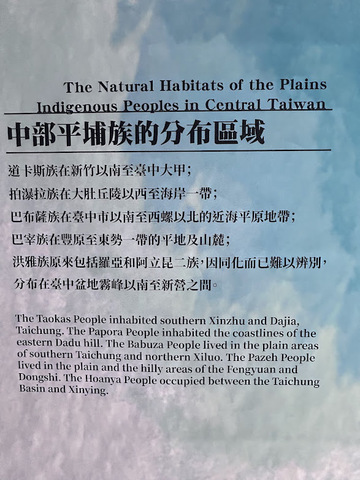 The Natural Habitats of the Plains
Indigenous Peoples in Central Taiwan
中部平埔族的分布區域
道卡斯族在新竹以南至臺中大甲；
拍瀑拉族在大肚丘陵以西至海岸一帶；
巴布薩族在臺中市以南至西螺以北的近海平原地帶；
巴宰族在豐原至東勢一帶的平地及山麓；
洪雅族原來包括羅亞和阿立昆二族，因同化而已難以辨別，
分布在臺中盆地霧峰以南至新營之間。
The Taokas People inhabited southern Xinzhu and Dajia,
Taichung. The Papora People inhabited the coastlines of the
eastern Dadu hill. The Babuza People lived in the plain areas
of southern Taichung and northern Xiluo. The Pazeh People
lived in the plain and the hilly areas of the Fengyuan and
Dongshi. The Hoanya People occupied between the Taichung
Basin and Xinying.